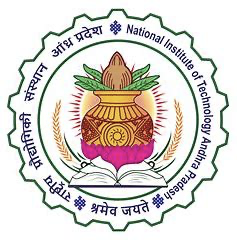 राष्ट्रीय प्रौद्योगिकी संस्थान आंध्र प्रदेश
National Institute of Technology Andhra Pradesh
श्रमेव जयते